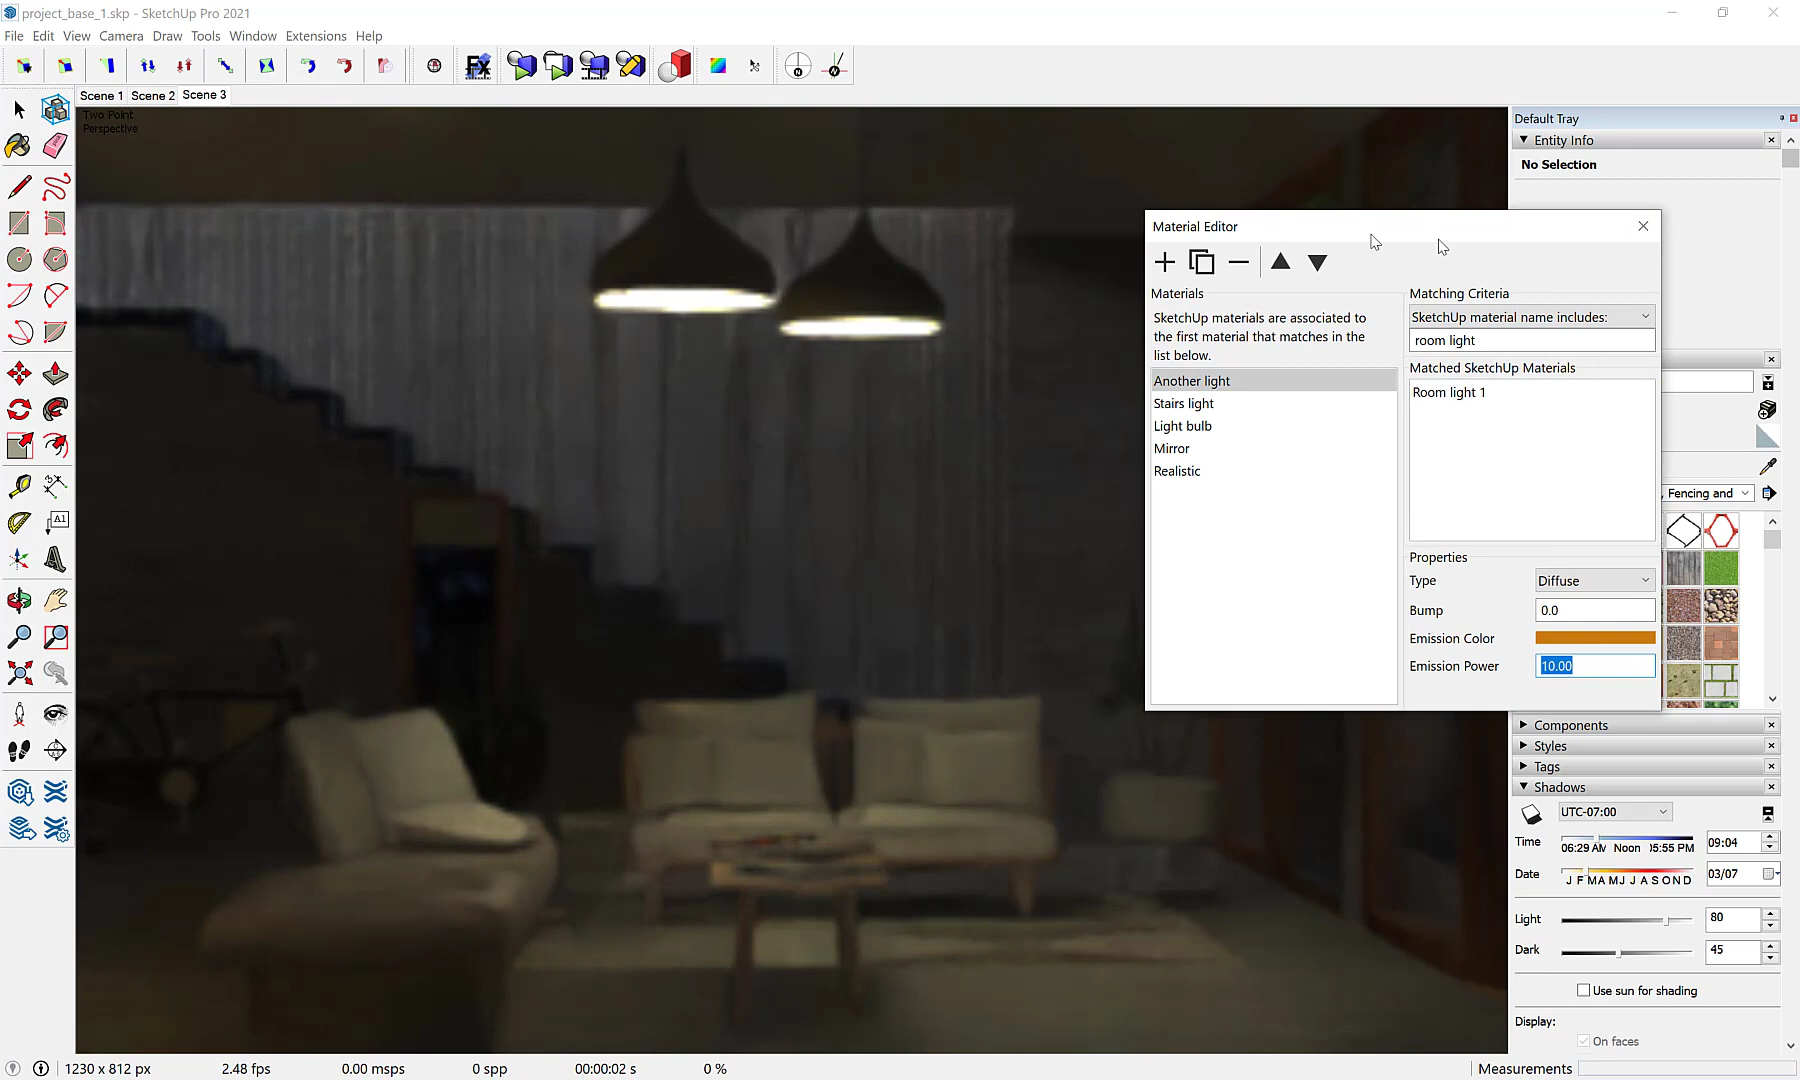 project_base_1.skp - SketchUp Pro 2021
File Edit View Camera Draw Tools Window Extensions Help
FX
Scene 1 Scene 2 Scene 3
Two Point
Perspective
A1
Material Editor
Materials
SketchUp materials are associated to
the first material that matches in the
list below.
Another light
Stairs light
Light bulb
Mirror
Realistic
Matching Criteria
SketchUp material name includes:
room light
Matched SketchUp Materials
Room light 1
Properties
Type Diffuse
Bump 0.0
Emission Color
Emission Power 10.00
Default Tray
Entity Info
No Selection
, Fencing and
Components
Styles
Tags
Shadows
UTC-07:00
Time 06:29 AM Noon 05:55 PM 09:04
Date J F M A M J J A S O N D 03/07
Light 80
Dark 45
Use sun for shading
Display:
On faces
1230 x 812 px 2.48 fps 0.00 msps 0 spp 00:00:02 s 0 % Measurements